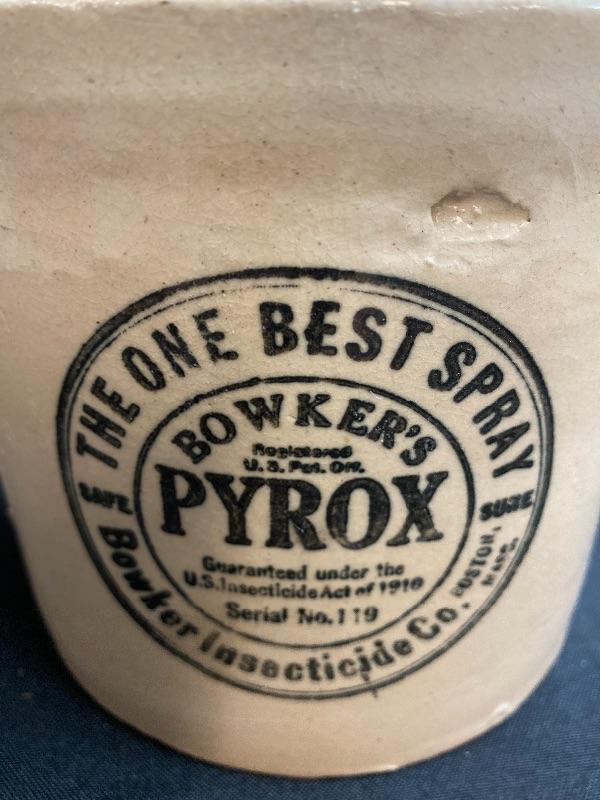 THE ONE BEST SPRAY
BOWKER'S
Registered
U.S. Pat. Off.
PYROX
SAFE
SURE
Guaranteed under the
U.S. Insecticide Act of 1910
Serial No. 119
Bowker Insecticide Co.
BOSTON,
MASS.